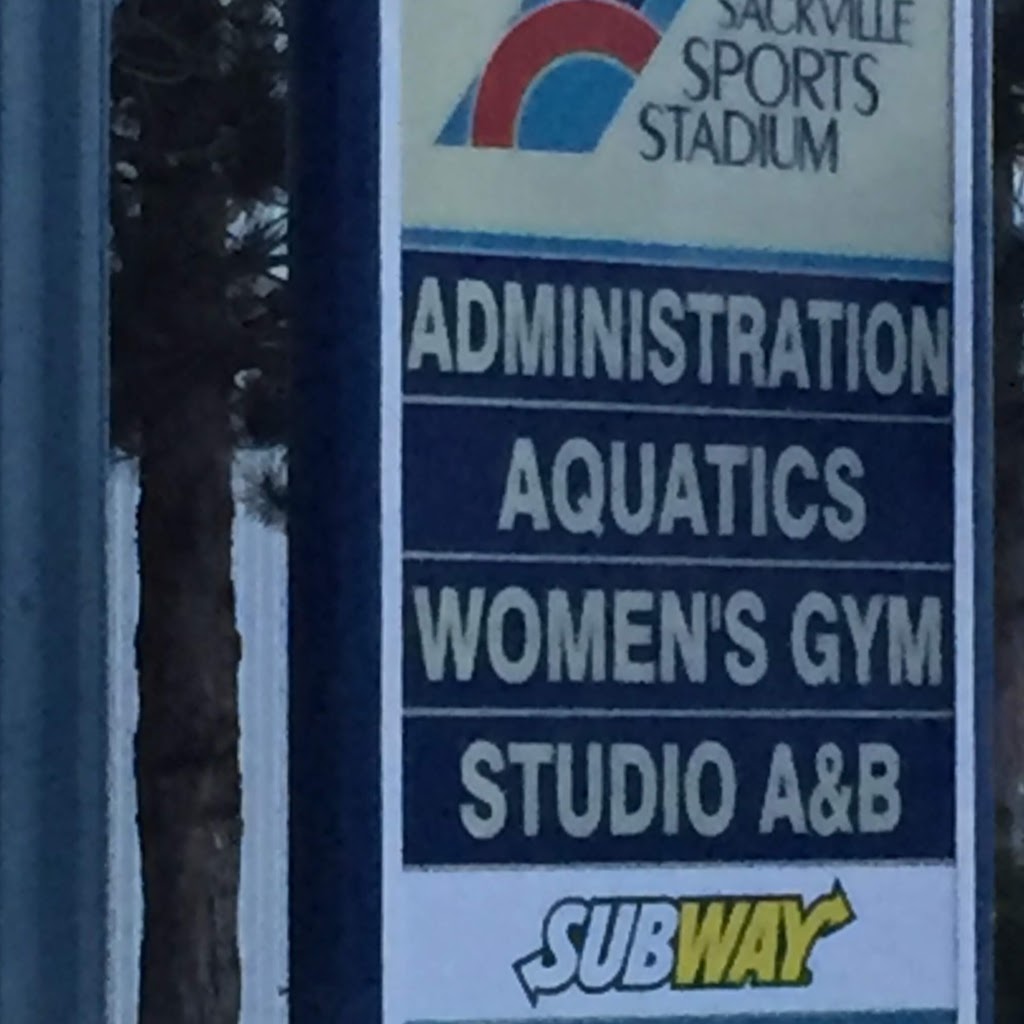 SACKVILLE
SPORTS
STADIUM
ADMINISTRATION
AQUATICS
WOMEN'S GYM
STUDIO A&B
SUBWAY